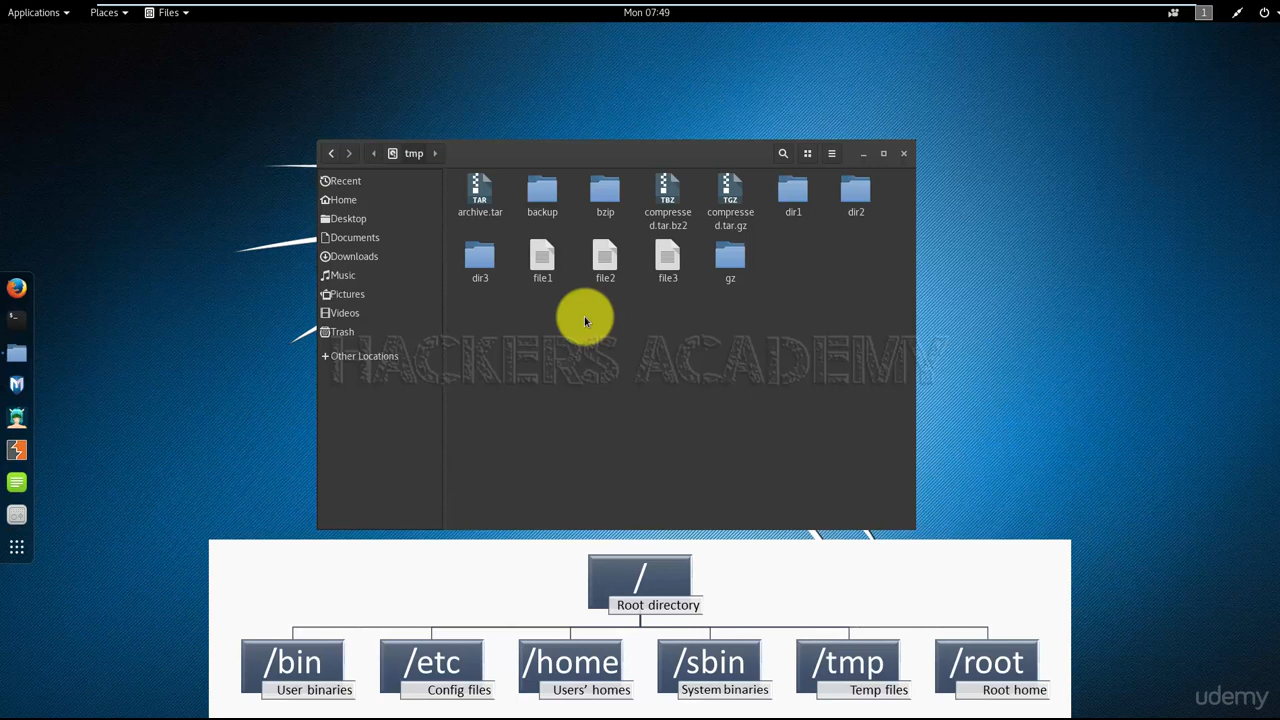 Applications Places Files Mon 07:49 1
tmp
Recent
Home
Desktop
Documents
Downloads
Music
Pictures
Videos
Trash
+ Other Locations
TAR TBZ TGZ
archive.tar backup bzip compresse d.tar.bz2 compresse d.tar.gz dir1 dir2
dir3 file1 file2 file3 gz
HACKERS ACADEMY
/
Root directory
/bin /etc /home /sbin /tmp /root
User binaries Config files Users' homes System binaries Temp files Root home
udemy